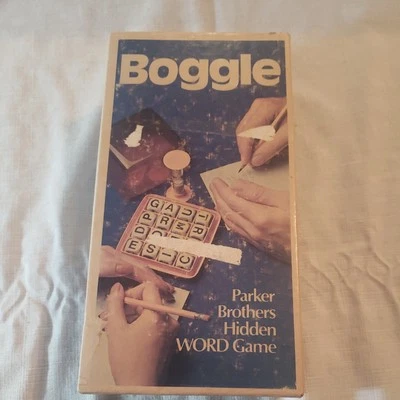 Boggle
Parker
Brothers
Hidden
WORD Game